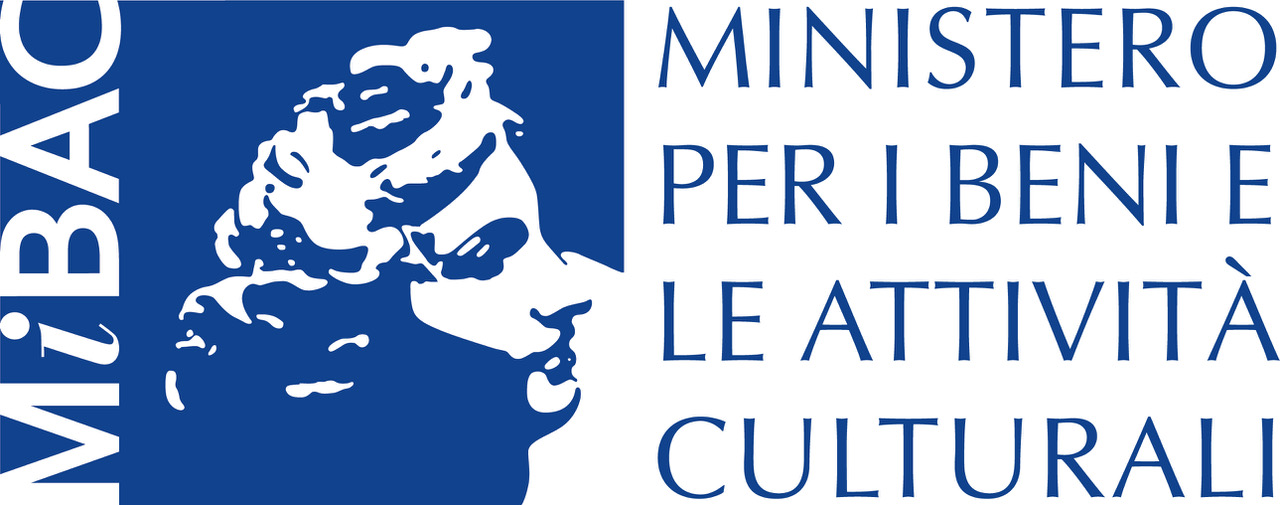 MiBAC
MINISTERO
PER I BENI E
LE ATTIVITÀ
CULTURALI